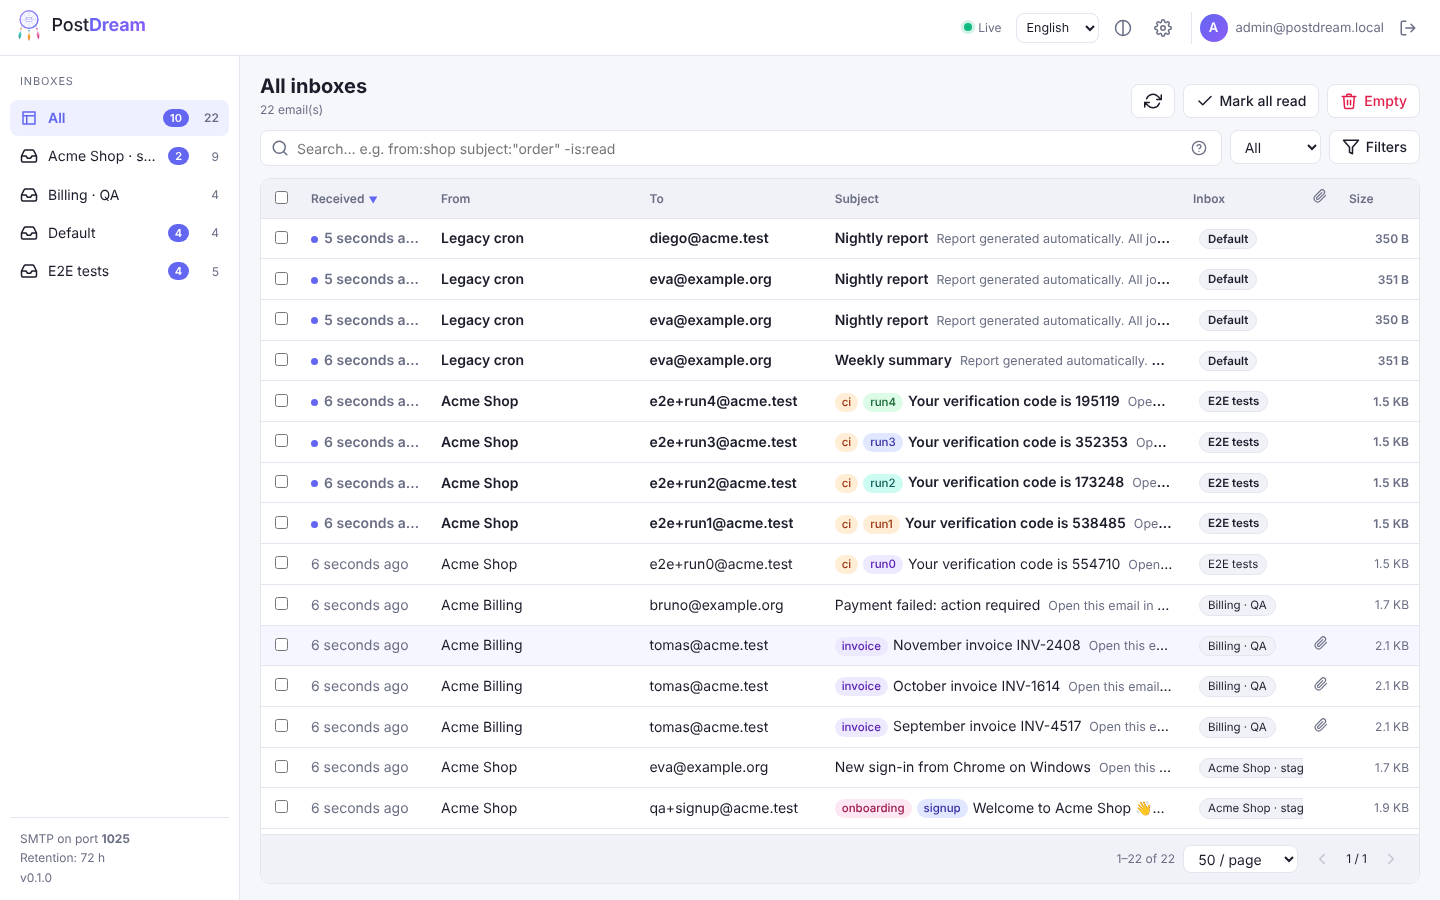 PostDream
Live
English
A
admin@postdream.local
INBOXES
All 10 22
Acme Shop · s... 2 9
Billing · QA 4
Default 4 4
E2E tests 4 5
SMTP on port 1025
Retention: 72 h
v0.1.0
All inboxes
22 email(s)
Mark all read
Empty
Search... e.g. from:shop subject:"order" -is:read
All
Filters
Received ▼ From To Subject Inbox Size
5 seconds a... Legacy cron diego@acme.test Nightly report Report generated automatically. All jo... Default 350 B
5 seconds a... Legacy cron eva@example.org Nightly report Report generated automatically. All jo... Default 351 B
5 seconds a... Legacy cron eva@example.org Nightly report Report generated automatically. All jo... Default 350 B
6 seconds a... Legacy cron eva@example.org Weekly summary Report generated automatically. ... Default 351 B
6 seconds a... Acme Shop e2e+run4@acme.test ci run4 Your verification code is 195119 Ope... E2E tests 1.5 KB
6 seconds a... Acme Shop e2e+run3@acme.test ci run3 Your verification code is 352353 Op... E2E tests 1.5 KB
6 seconds a... Acme Shop e2e+run2@acme.test ci run2 Your verification code is 173248 Ope... E2E tests 1.5 KB
6 seconds a... Acme Shop e2e+run1@acme.test ci run1 Your verification code is 538485 Ope... E2E tests 1.5 KB
6 seconds ago Acme Shop e2e+run0@acme.test ci run0 Your verification code is 554710 Open... E2E tests 1.5 KB
6 seconds ago Acme Billing bruno@example.org Payment failed: action required Open this email in ... Billing · QA 1.7 KB
6 seconds ago Acme Billing tomas@acme.test invoice November invoice INV-2408 Open this e... Billing · QA 2.1 KB
6 seconds ago Acme Billing tomas@acme.test invoice October invoice INV-1614 Open this email... Billing · QA 2.1 KB
6 seconds ago Acme Billing tomas@acme.test invoice September invoice INV-4517 Open this e... Billing · QA 2.1 KB
6 seconds ago Acme Shop eva@example.org New sign-in from Chrome on Windows Open this ... Acme Shop · stag 1.7 KB
6 seconds ago Acme Shop qa+signup@acme.test onboarding signup Welcome to Acme Shop 👋... Acme Shop · stag 1.9 KB
1–22 of 22 50 / page 1 / 1